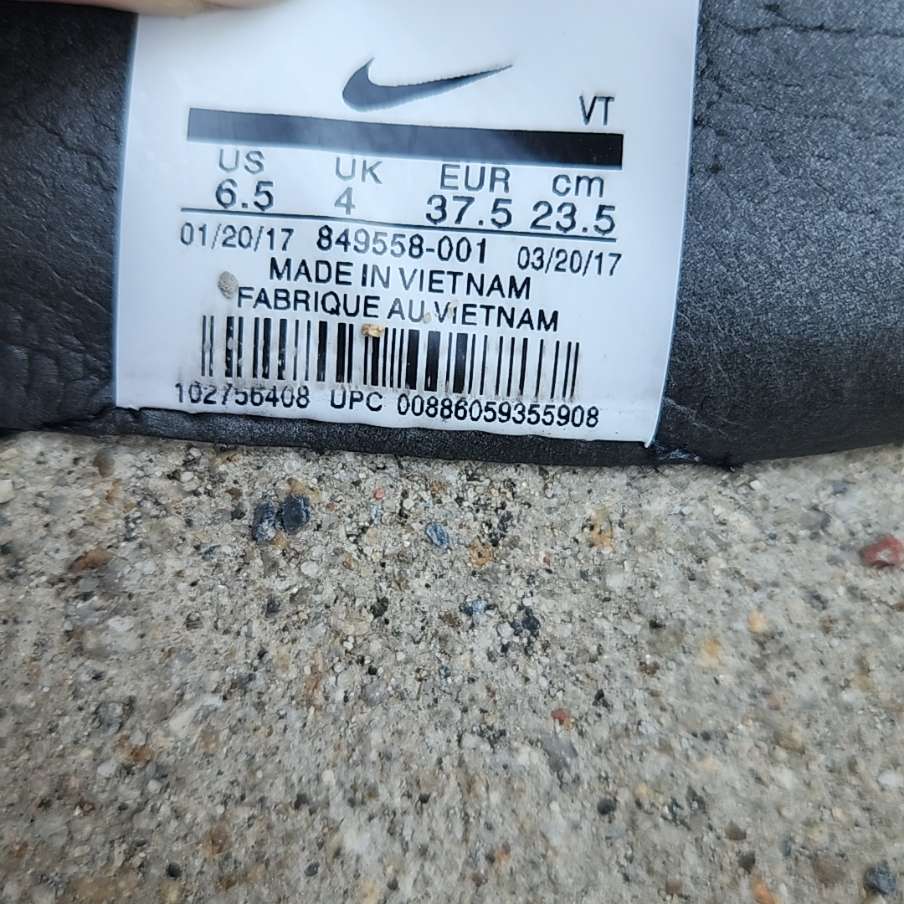 VT
US UK EUR cm
6.5 4 37.5 23.5
01/20/17 849558-001 03/20/17
MADE IN VIETNAM
FABRIQUE AU VIETNAM
102756408 UPC 00886059355908